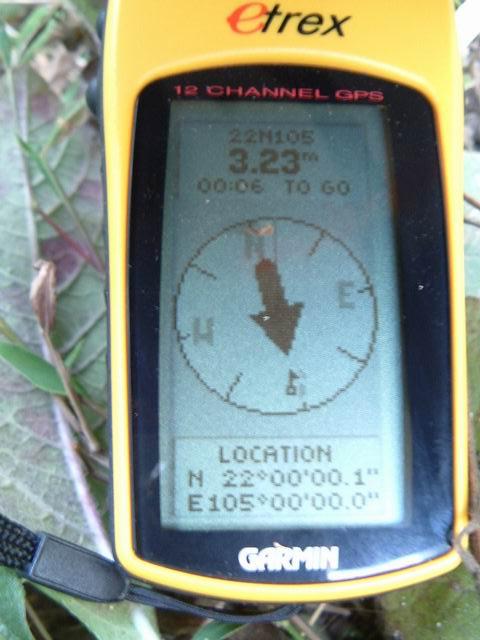 etrex
12 CHANNEL GPS
22N105
3.23m
00:06 TO GO
N
E
W
LOCATION
N 22°00'00.1"
E105°00'00.0"
GARMIN